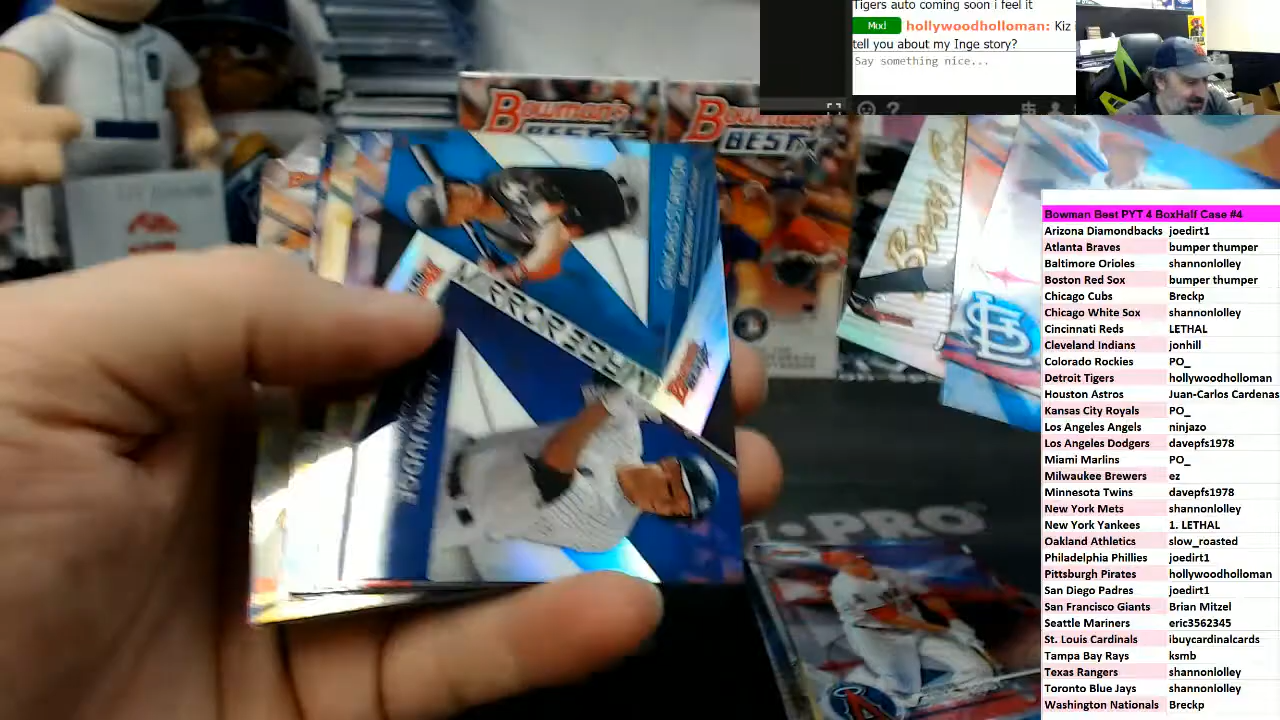 Tigers auto coming soon i feel it
Mod hollywoodholloman: Kiz i
tell you about my Inge story?
Say something nice...
Bowman's
BEST
Bowman's
BEST
GIANCARLO STANTON
MIRROR
JUDGE
PRO
Bowman Best PYT 4 BoxHalf Case #4
Arizona Diamondbacks joedirt1
Atlanta Braves bumper thumper
Baltimore Orioles shannonlolley
Boston Red Sox bumper thumper
Chicago Cubs Breckp
Chicago White Sox shannonlolley
Cincinnati Reds LETHAL
Cleveland Indians jonhill
Colorado Rockies PO_
Detroit Tigers hollywoodholloman
Houston Astros Juan-Carlos Cardenas
Kansas City Royals PO_
Los Angeles Angels ninjazo
Los Angeles Dodgers davepfs1978
Miami Marlins PO_
Milwaukee Brewers ez
Minnesota Twins davepfs1978
New York Mets shannonlolley
New York Yankees 1. LETHAL
Oakland Athletics slow_roasted
Philadelphia Phillies joedirt1
Pittsburgh Pirates hollywoodholloman
San Diego Padres joedirt1
San Francisco Giants Brian Mitzel
Seattle Mariners eric3562345
St. Louis Cardinals ibuycardinalcards
Tampa Bay Rays ksmb
Texas Rangers shannonlolley
Toronto Blue Jays shannonlolley
Washington Nationals Breckp